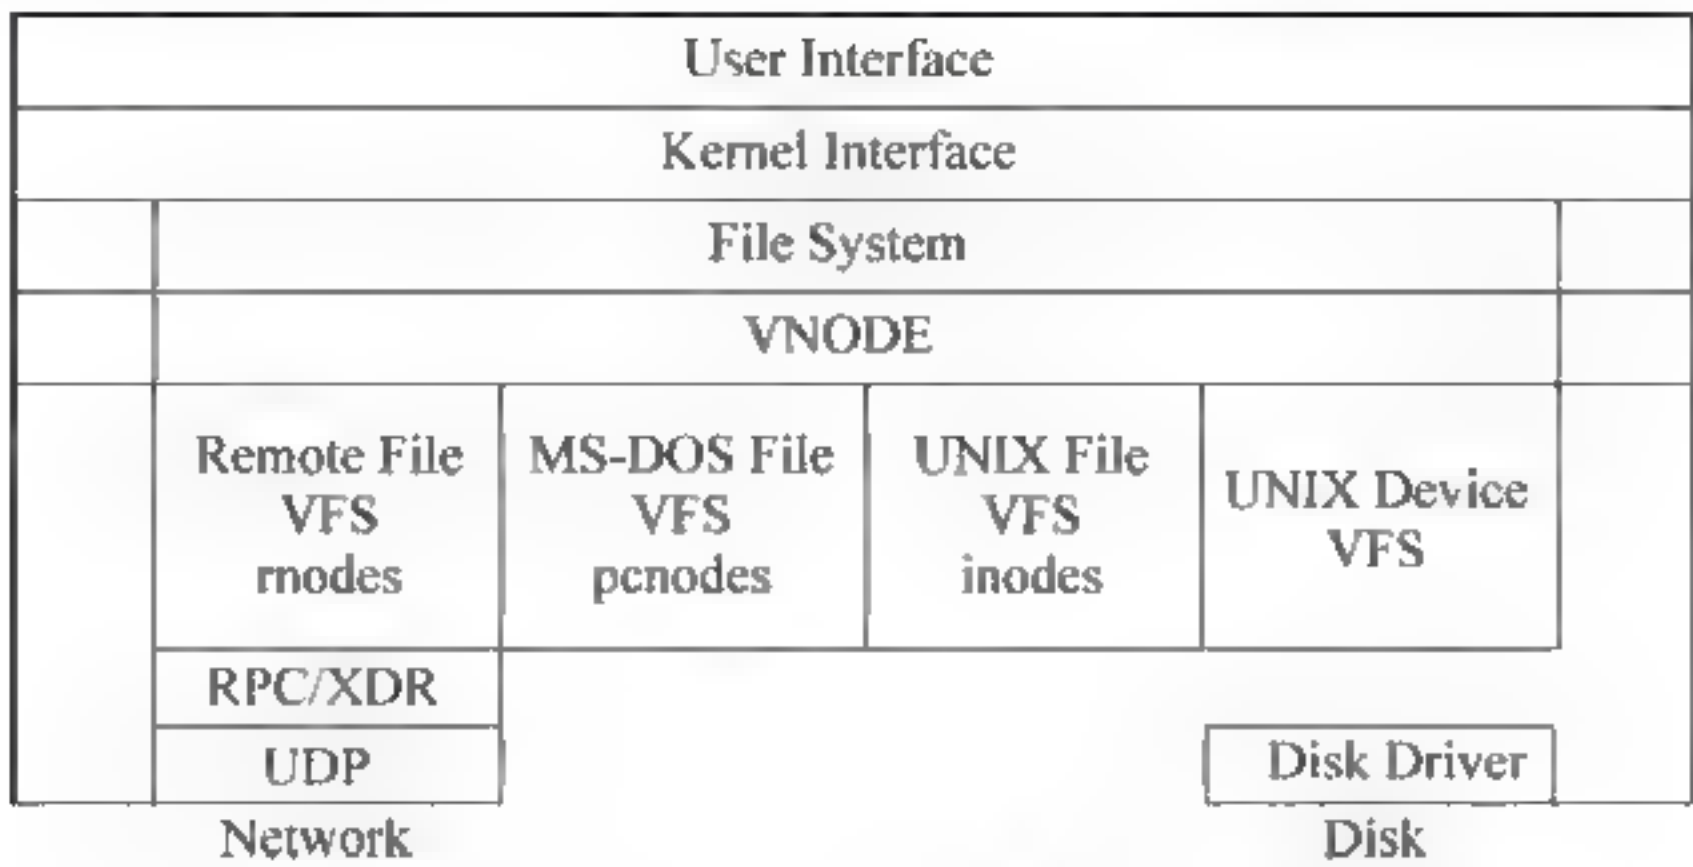 User Interface
Kernel Interface
File System
VNODE
Remote File
VFS
rnodes
MS-DOS File
VFS
pcnodes
UNIX File
VFS
inodes
UNIX Device
VFS
RPC/XDR
UDP
Disk Driver
Network
Disk